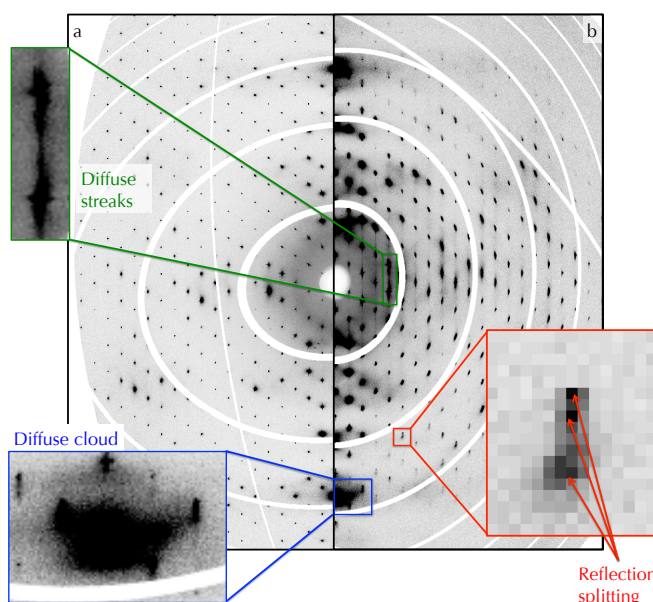 a
b
Diffuse
streaks
Diffuse cloud
Reflection
splitting